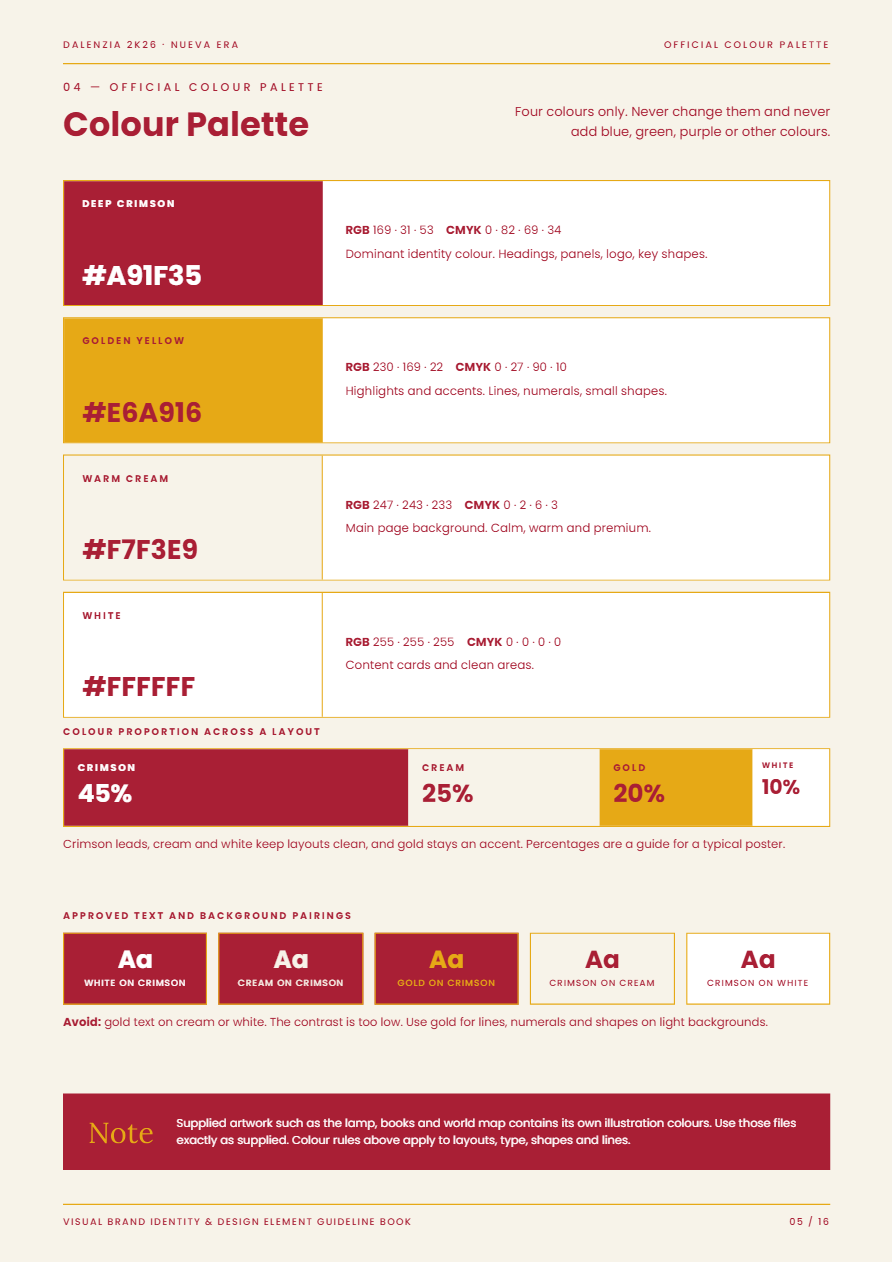 DALENZIA 2K26 · NUEVA ERA
OFFICIAL COLOUR PALETTE
04 — OFFICIAL COLOUR PALETTE
Colour Palette
Four colours only. Never change them and never
add blue, green, purple or other colours.
DEEP CRIMSON
#A91F35
RGB 169 · 31 · 53 CMYK 0 · 82 · 69 · 34
Dominant identity colour. Headings, panels, logo, key shapes.
GOLDEN YELLOW
#E6A916
RGB 230 · 169 · 22 CMYK 0 · 27 · 90 · 10
Highlights and accents. Lines, numerals, small shapes.
WARM CREAM
#F7F3E9
RGB 247 · 243 · 233 CMYK 0 · 2 · 6 · 3
Main page background. Calm, warm and premium.
WHITE
#FFFFFF
RGB 255 · 255 · 255 CMYK 0 · 0 · 0 · 0
Content cards and clean areas.
COLOUR PROPORTION ACROSS A LAYOUT
CRIMSON
45%
CREAM
25%
GOLD
20%
WHITE
10%
Crimson leads, cream and white keep layouts clean, and gold stays an accent. Percentages are a guide for a typical poster.
APPROVED TEXT AND BACKGROUND PAIRINGS
Aa
WHITE ON CRIMSON
Aa
CREAM ON CRIMSON
Aa
GOLD ON CRIMSON
Aa
CRIMSON ON CREAM
Aa
CRIMSON ON WHITE
Avoid: gold text on cream or white. The contrast is too low. Use gold for lines, numerals and shapes on light backgrounds.
Note
Supplied artwork such as the lamp, books and world map contains its own illustration colours. Use those files
exactly as supplied. Colour rules above apply to layouts, type, shapes and lines.
VISUAL BRAND IDENTITY & DESIGN ELEMENT GUIDELINE BOOK
05 / 16